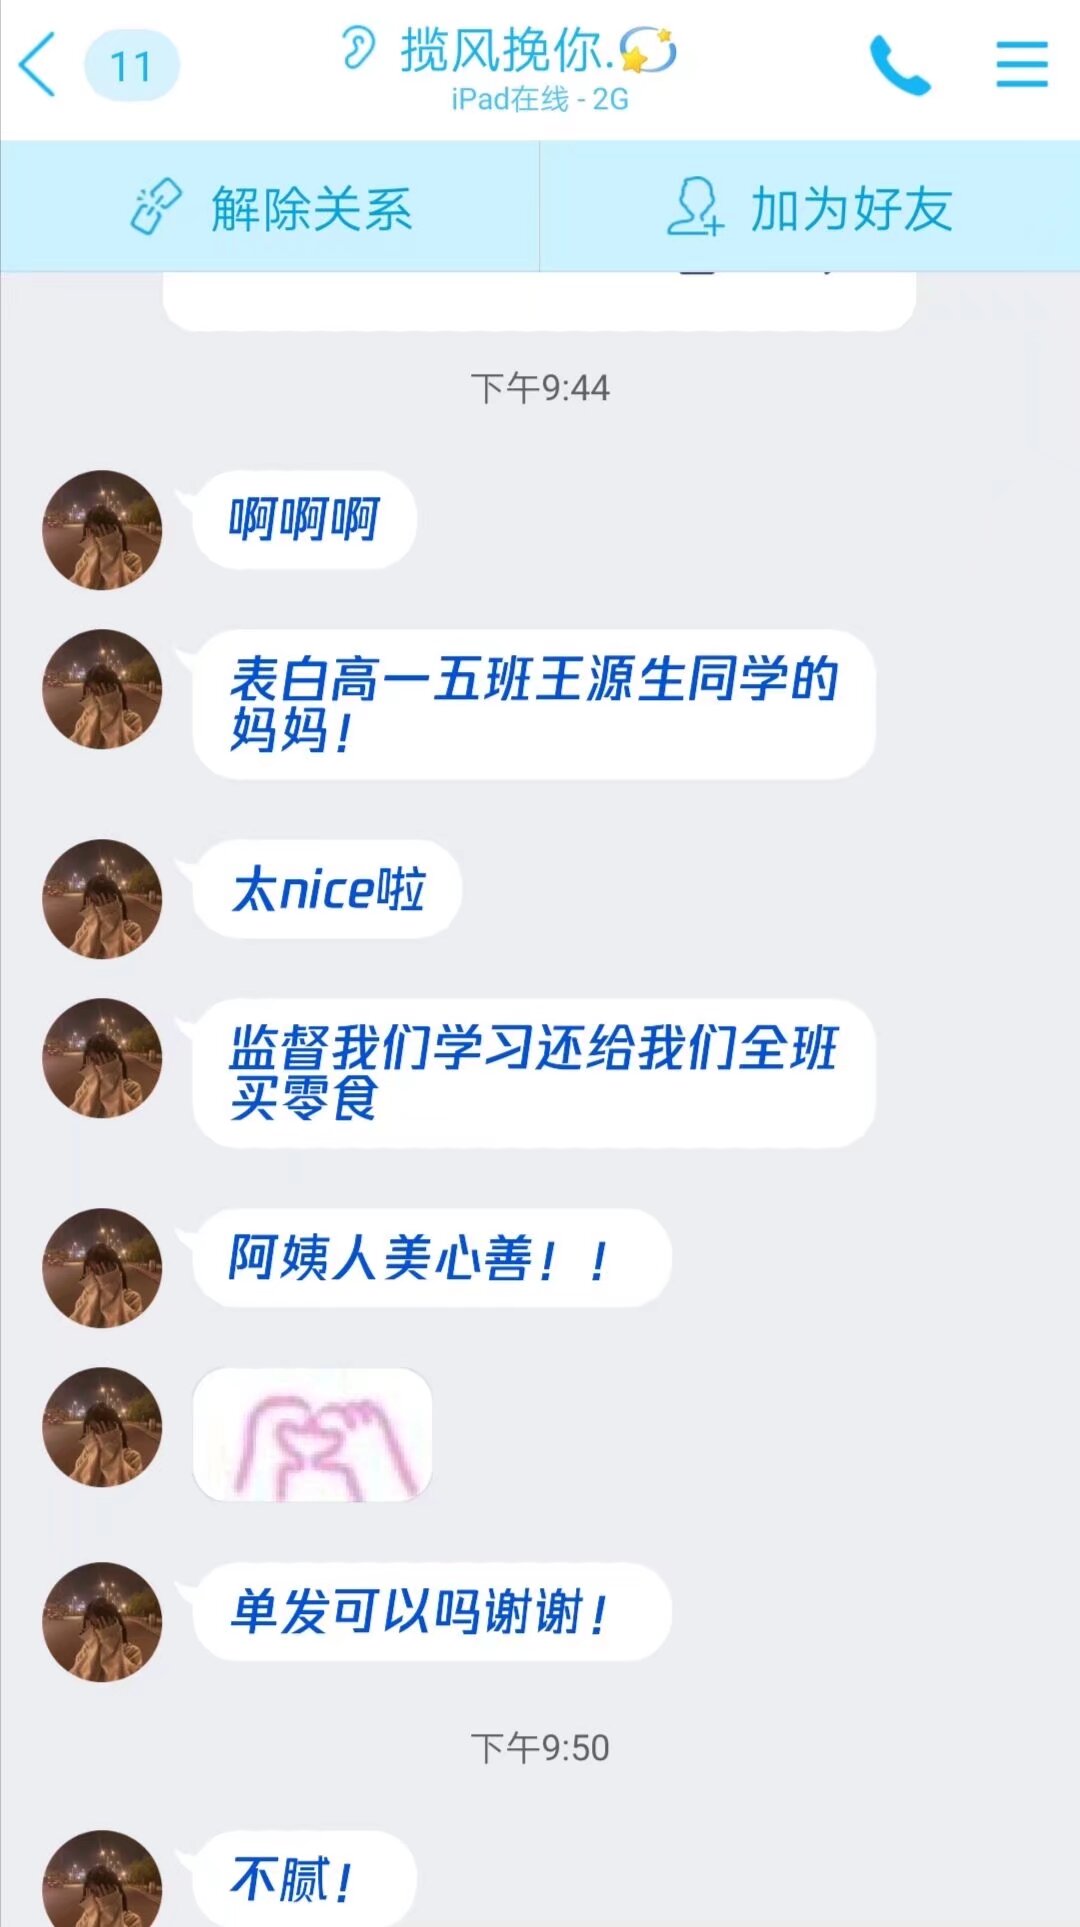 11
揽风挽你.
iPad在线 - 2G
解除关系
加为好友
下午9:44
啊啊啊
表白高一五班王源生同学的
妈妈！
太nice啦
监督我们学习还给我们全班
买零食
阿姨人美心善！！
单发可以吗谢谢！
下午9:50
不腻！